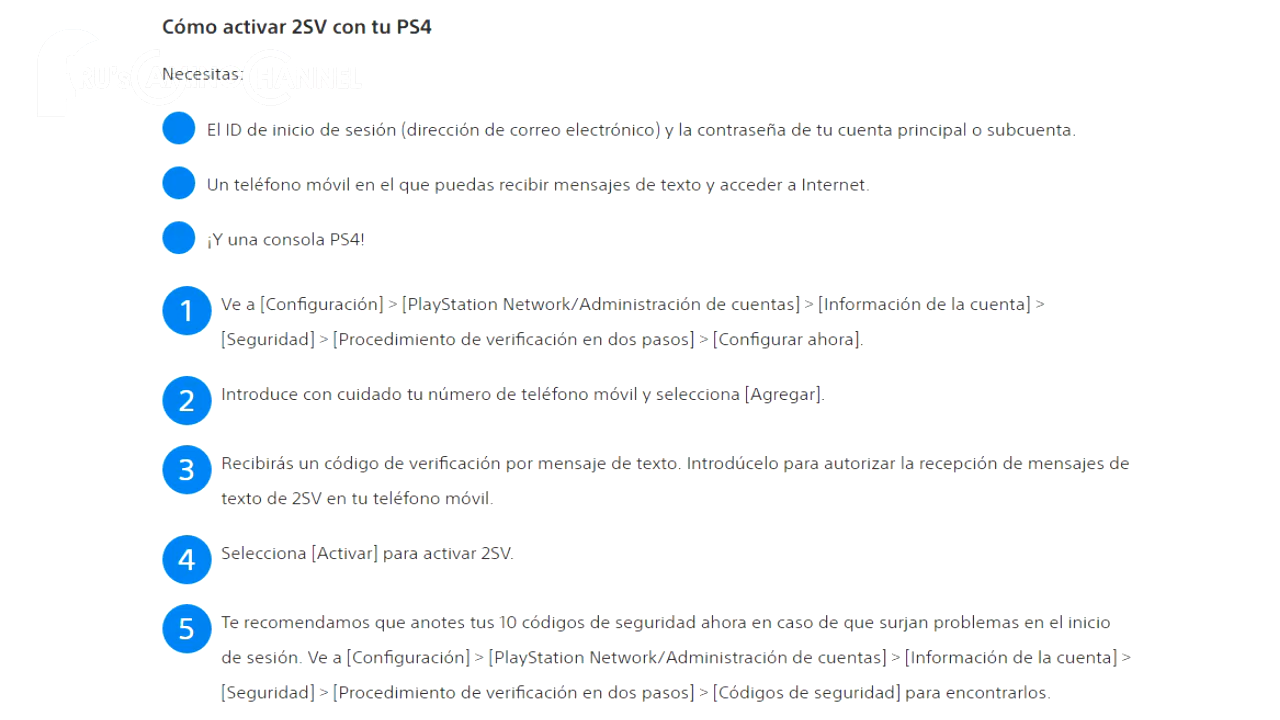 Cómo activar 2SV con tu PS4
Necesitas:
El ID de inicio de sesión (dirección de correo electrónico) y la contraseña de tu cuenta principal o subcuenta.
Un teléfono móvil en el que puedas recibir mensajes de texto y acceder a Internet.
¡Y una consola PS4!
1 Ve a [Configuración] > [PlayStation Network/Administración de cuentas] > [Información de la cuenta] >
[Seguridad] > [Procedimiento de verificación en dos pasos] > [Configurar ahora].
2 Introduce con cuidado tu número de teléfono móvil y selecciona [Agregar].
3 Recibirás un código de verificación por mensaje de texto. Introdúcelo para autorizar la recepción de mensajes de
texto de 2SV en tu teléfono móvil.
4 Selecciona [Activar] para activar 2SV.
5 Te recomendamos que anotes tus 10 códigos de seguridad ahora en caso de que surjan problemas en el inicio
de sesión. Ve a [Configuración] > [PlayStation Network/Administración de cuentas] > [Información de la cuenta] >
[Seguridad] > [Procedimiento de verificación en dos pasos] > [Códigos de seguridad] para encontrarlos.